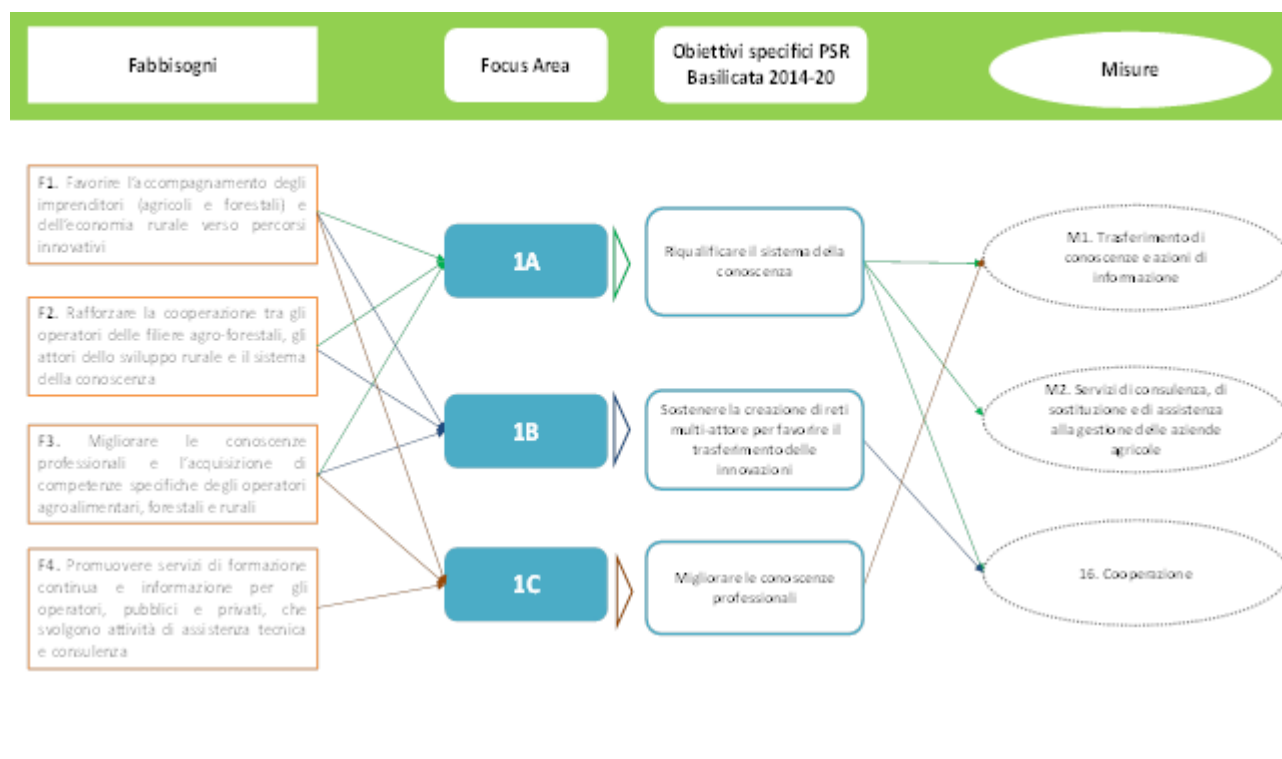 Fabbisogni
Focus Area
Obiettivi specifici PSR
Basilicata 2014-20
Misure
F1. Favorire l'accompagnamento degli
imprenditori (agricoli e forestali) e
dell'economia rurale verso percorsi
innovativi
F2. Rafforzare la cooperazione tra gli
operatori delle filiere agro-forestali, gli
attori dello sviluppo rurale e il sistema
della conoscenza
F3. Migliorare le conoscenze
professionali e l'acquisizione di
competenze specifiche degli operatori
agroalimentari, forestali e rurali
F4. Promuovere servizi di formazione
continua e informazione per gli
operatori, pubblici e privati, che
svolgono attività di assistenza tecnica
e consulenza
1A
1B
1C
Riqualificare il sistema della
conoscenza
Sostenere la creazione di reti
multi-attore per favorire il
trasferimento delle
innovazioni
Migliorare le conoscenze
professionali
M1. Trasferimento di
conoscenze e azioni di
informazione
M2. Servizi di consulenza, di
sostituzione e di assistenza
alla gestione delle aziende
agricole
16. Cooperazione